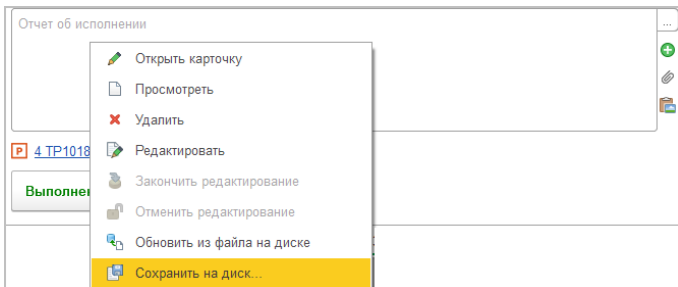 Отчет об исполнении
...
Открыть карточку
Просмотреть
Удалить
P 4 TP1018
Редактировать
Закончить редактирование
Выполнен
Отменить редактирование
Обновить из файла на диске
Сохранить на диск...